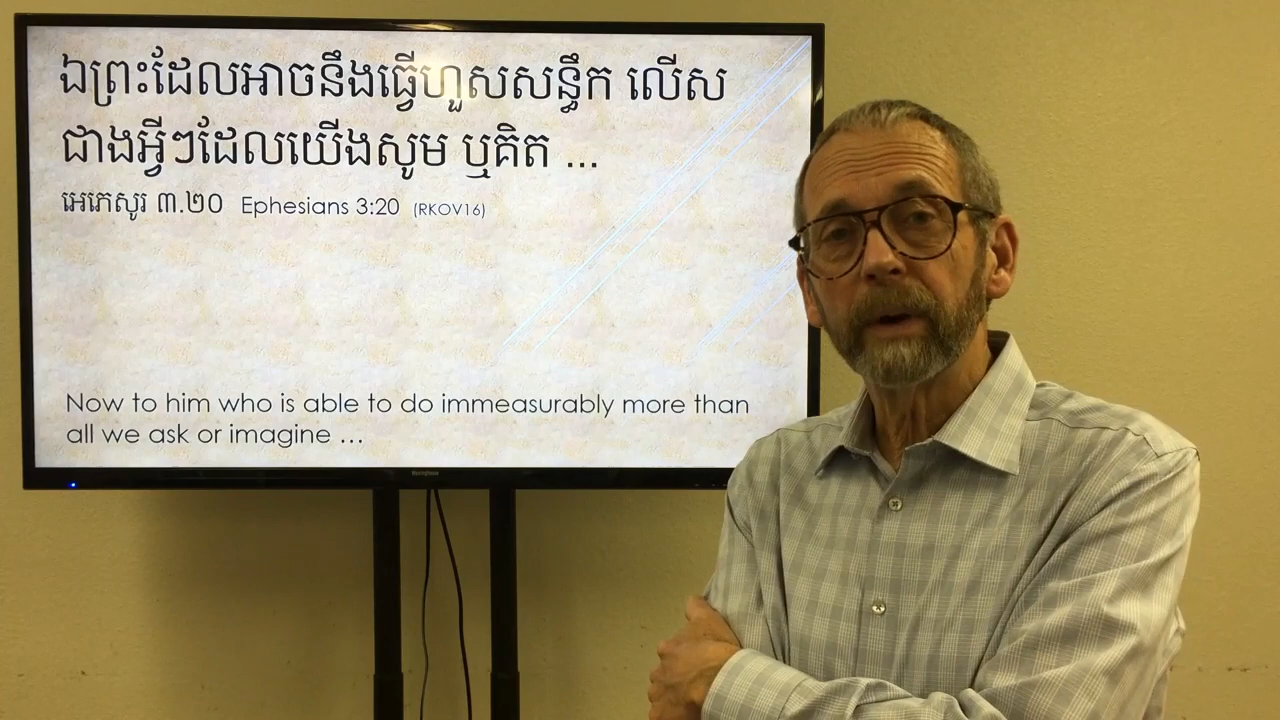 ឯព្រះដែលអាចនឹងធ្វើហួសសន្ធឹក លើស
ជាងអ្វីៗដែលយើងសូម ឬគិត ...
អេភេសូរ ៣.២០ Ephesians 3:20 (RKOV16)
Now to him who is able to do immeasurably more than
all we ask or imagine ...
Westinghouse